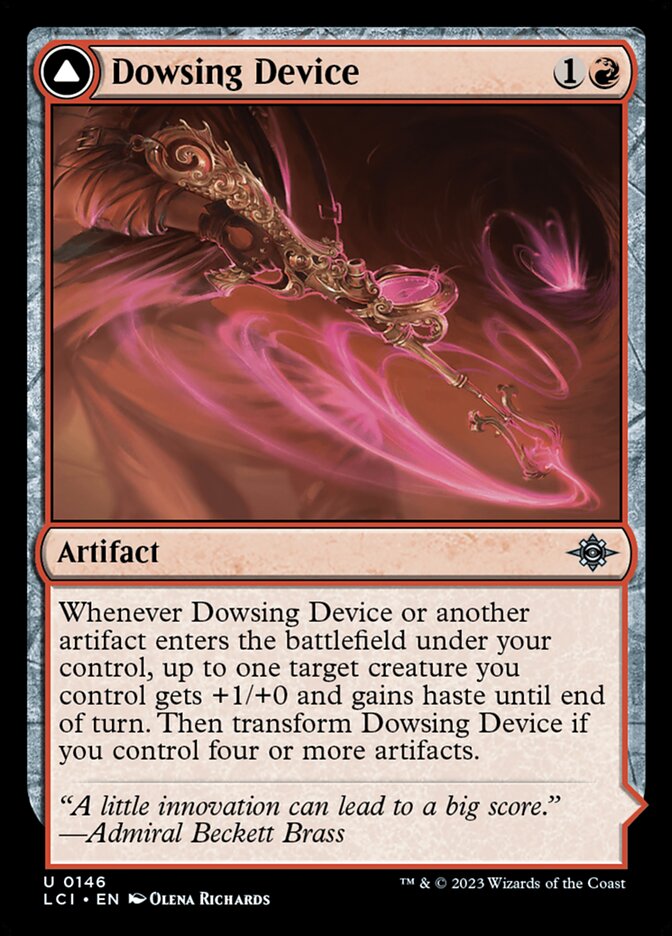 Dowsing Device 1
Artifact
Whenever Dowsing Device or another
artifact enters the battlefield under your
control, up to one target creature you
control gets +1/+0 and gains haste until end
of turn. Then transform Dowsing Device if
you control four or more artifacts.
“A little innovation can lead to a big score.”
—Admiral Beckett Brass
U 0146
LCI • EN Olena Richards
™ & © 2023 Wizards of the Coast